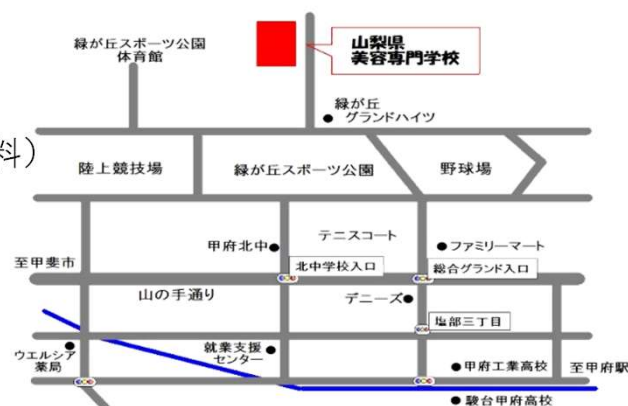 緑が丘スポーツ公園
体育館
山梨県
美容専門学校
緑が丘
グランドハイツ
料)
陸上競技場
緑が丘スポーツ公園
野球場
甲府北中
テニスコート
ファミリーマート
至甲斐市
北中学校入口
総合グランド入口
山の手通り
デニーズ
塩部三丁目
ウエルシア
薬局
就業支援
センター
甲府工業高校
至甲府駅
駿台甲府高校